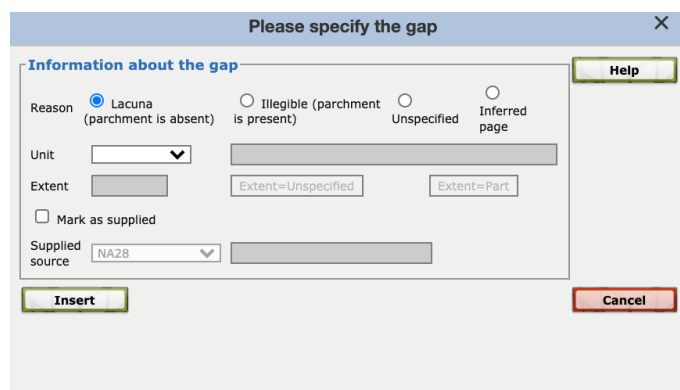 Please specify the gap ×
Information about the gap
Help
Reason Lacuna (parchment is absent) Illegible (parchment is present) Unspecified Inferred page
Unit
Extent Extent=Unspecified Extent=Part
Mark as supplied
Supplied source NA28
Insert Cancel